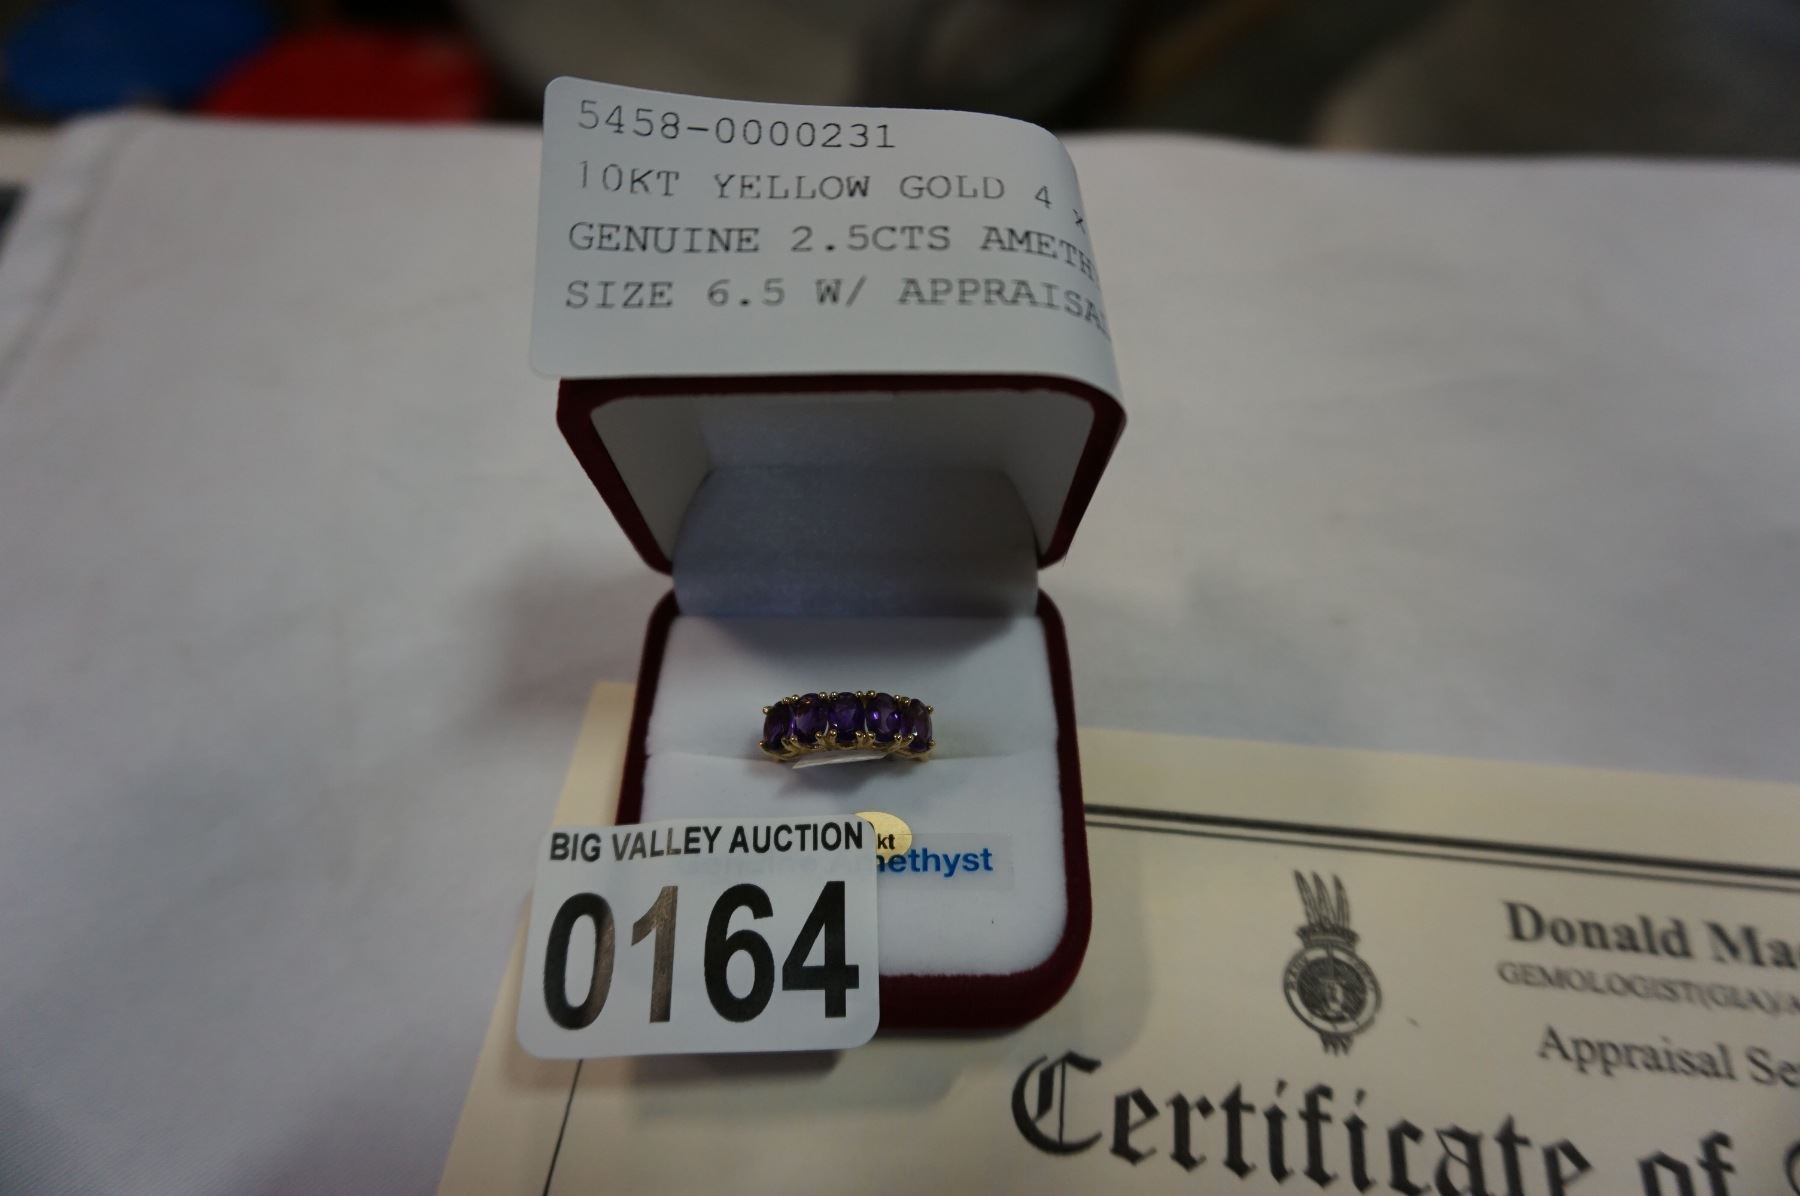 5458-0000231
10KT YELLOW GOLD 4 x
GENUINE 2.5CTS AMETH
SIZE 6.5 W/ APPRAISA
BIG VALLEY AUCTION
0164
kt
ethyst
Donald Ma
GEMOLOGIST(GIA)
Appraisal Se
Certificate of